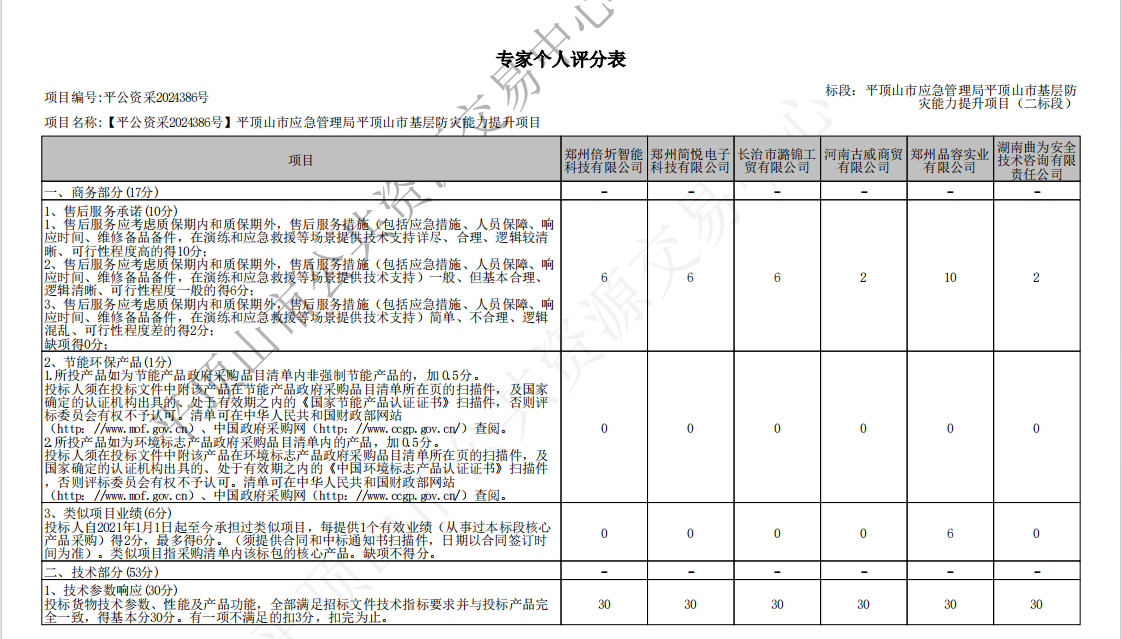 专家个人评分表
项目编号:平公资采2024386号
标段: 平顶山市应急管理局平顶山市基层防
灾能力提升项目（二标段）
项目名称:【平公资采2024386号】平顶山市应急管理局平顶山市基层防灾能力提升项目
项目
郑州倍圻智能
科技有限公司
郑州简悦电子
科技有限公司
长治市潞锦工
贸有限公司
河南古威商贸
有限公司
郑州品容实业
有限公司
湖南曲为安全
技术咨询有限
责任公司
一、商务部分(17分)
- - - - - -
1、售后服务承诺(10分)
1、售后服务应考虑质保期内和质保期外，售后服务措施（包括应急措施、人员保障、响
应时间、维修备品备件，在演练和应急救援等场景提供技术支持详尽、合理、逻辑较清
晰、可行性程度高的得10分；
2、售后服务应考虑质保期内和质保期外，售后服务措施（包括应急措施、人员保障、响
应时间、维修备品备件，在演练和应急救援等场景提供技术支持）一般、但基本合理、
逻辑清晰、可行性程度一般的得6分；
3、售后服务应考虑质保期内和质保期外，售后服务措施（包括应急措施、人员保障、响
应时间、维修备品备件，在演练和应急救援等场景提供技术支持）简单、不合理、逻辑
混乱、可行性程度差的得2分；
缺项得0分；
6 6 6 2 10 2
2、节能环保产品(1分)
1.所投产品如为节能产品政府采购品目清单内非强制节能产品的，加0.5分。
投标人须在投标文件中附该产品在节能产品政府采购品目清单所在页的扫描件，及国家
确定的认证机构出具的、处于有效期之内的《国家节能产品认证证书》扫描件，否则评
标委员会有权不予认可。清单可在中华人民共和国财政部网站
（http: //www.mof.gov.cn）、中国政府采购网（http: //www.ccgp.gov.cn/）查阅。
2.所投产品如为环境标志产品政府采购品目清单内的产品，加0.5分。
投标人须在投标文件中附该产品在环境标志产品政府采购品目清单所在页的扫描件，及
国家确定的认证机构出具的、处于有效期之内的《中国环境标志产品认证证书》扫描件
，否则评标委员会有权不予认可。清单可在中华人民共和国财政部网站
（http: //www.mof.gov.cn）、中国政府采购网（http: //www.ccgp.gov.cn/）查阅。
0 0 0 0 0 0
3、类似项目业绩(6分)
投标人自2021年1月1日起至今承担过类似项目，每提供1个有效业绩（从事过本标段核心
产品采购）得2分，最多得6分。（须提供合同和中标通知书扫描件，日期以合同签订时
间为准）。类似项目指采购清单内该标包的核心产品。缺项不得分。
0 0 0 0 6 0
二、技术部分(53分)
- - - - - -
1、技术参数响应(30分)
投标货物技术参数、性能及产品功能，全部满足招标文件技术指标要求并与投标产品完
全一致，得基本分30分。有一项不满足的扣3分，扣完为止。
30 30 30 30 30 30
平顶山市公共资源交易中心
平顶山市公共资源交易中心